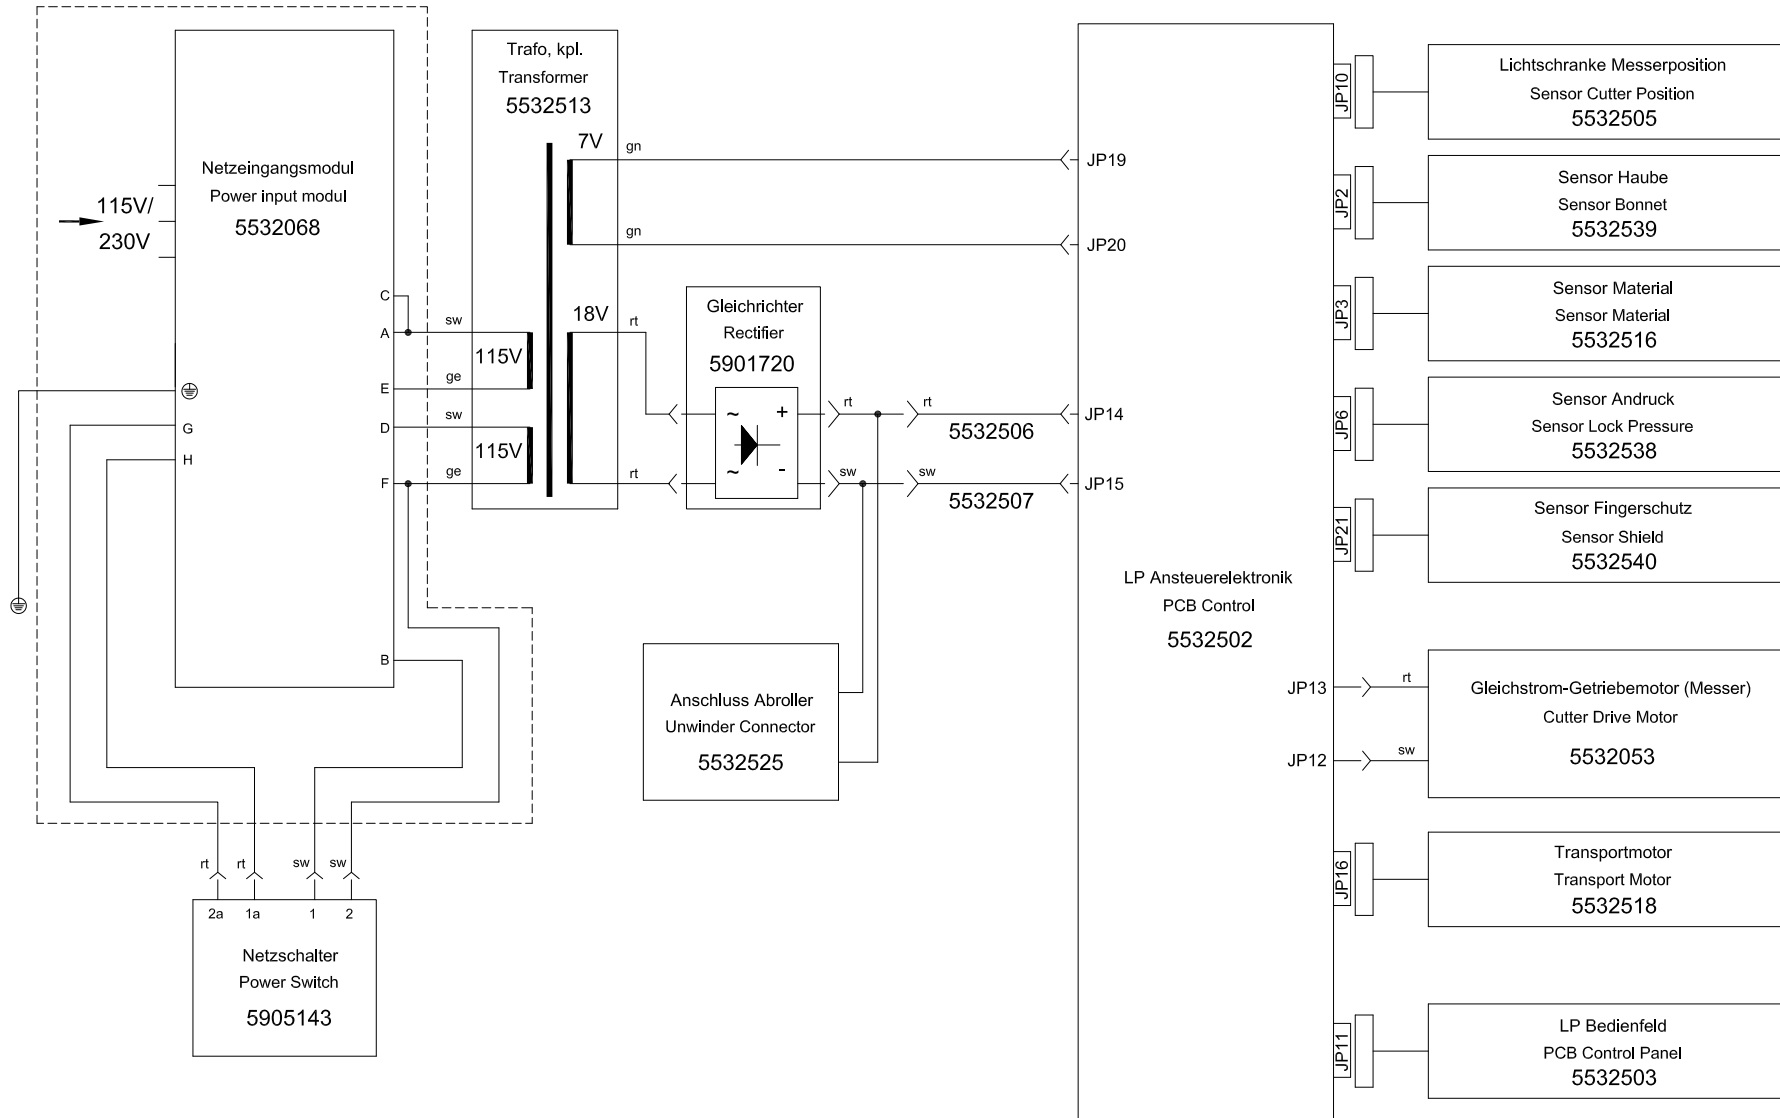 115V/
230V
Netzeingangsmodul
Power input modul
5532068
C
A
E
D
F
B
G
H
sw
ge
sw
ge
Trafo, kpl.
Transformer
5532513
7V
18V
115V
115V
gn
gn
rt
rt
Gleichrichter
Rectifier
5901720
~ +
~ -
rt
sw
rt
sw
5532506
5532507
Anschluss Abroller
Unwinder Connector
5532525
rt
rt
sw
sw
2a
1a
1
2
Netzschalter
Power Switch
5905143
JP19
JP20
JP14
JP15
LP Ansteuerelektronik
PCB Control
5532502
JP10
JP2
JP3
JP6
JP21
JP13
JP12
JP16
JP11
rt
sw
Lichtschranke Messerposition
Sensor Cutter Position
5532505
Sensor Haube
Sensor Bonnet
5532539
Sensor Material
Sensor Material
5532516
Sensor Andruck
Sensor Lock Pressure
5532538
Sensor Fingerschutz
Sensor Shield
5532540
Gleichstrom-Getriebemotor (Messer)
Cutter Drive Motor
5532053
Transportmotor
Transport Motor
5532518
LP Bedienfeld
PCB Control Panel
5532503